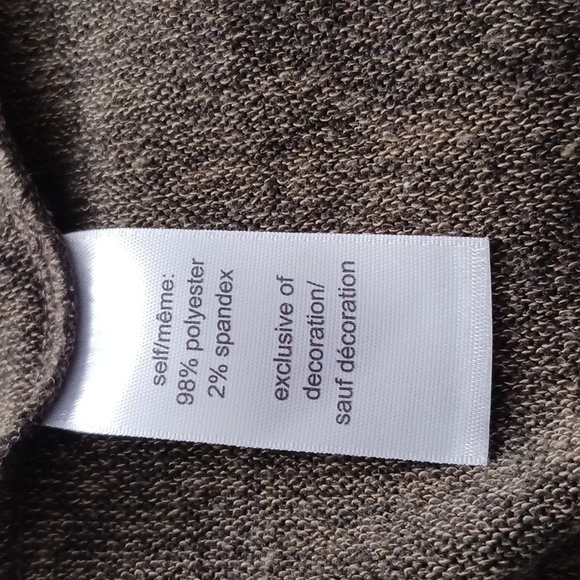 self/même:
98% polyester
2% spandex
exclusive of
decoration/
sauf décoration